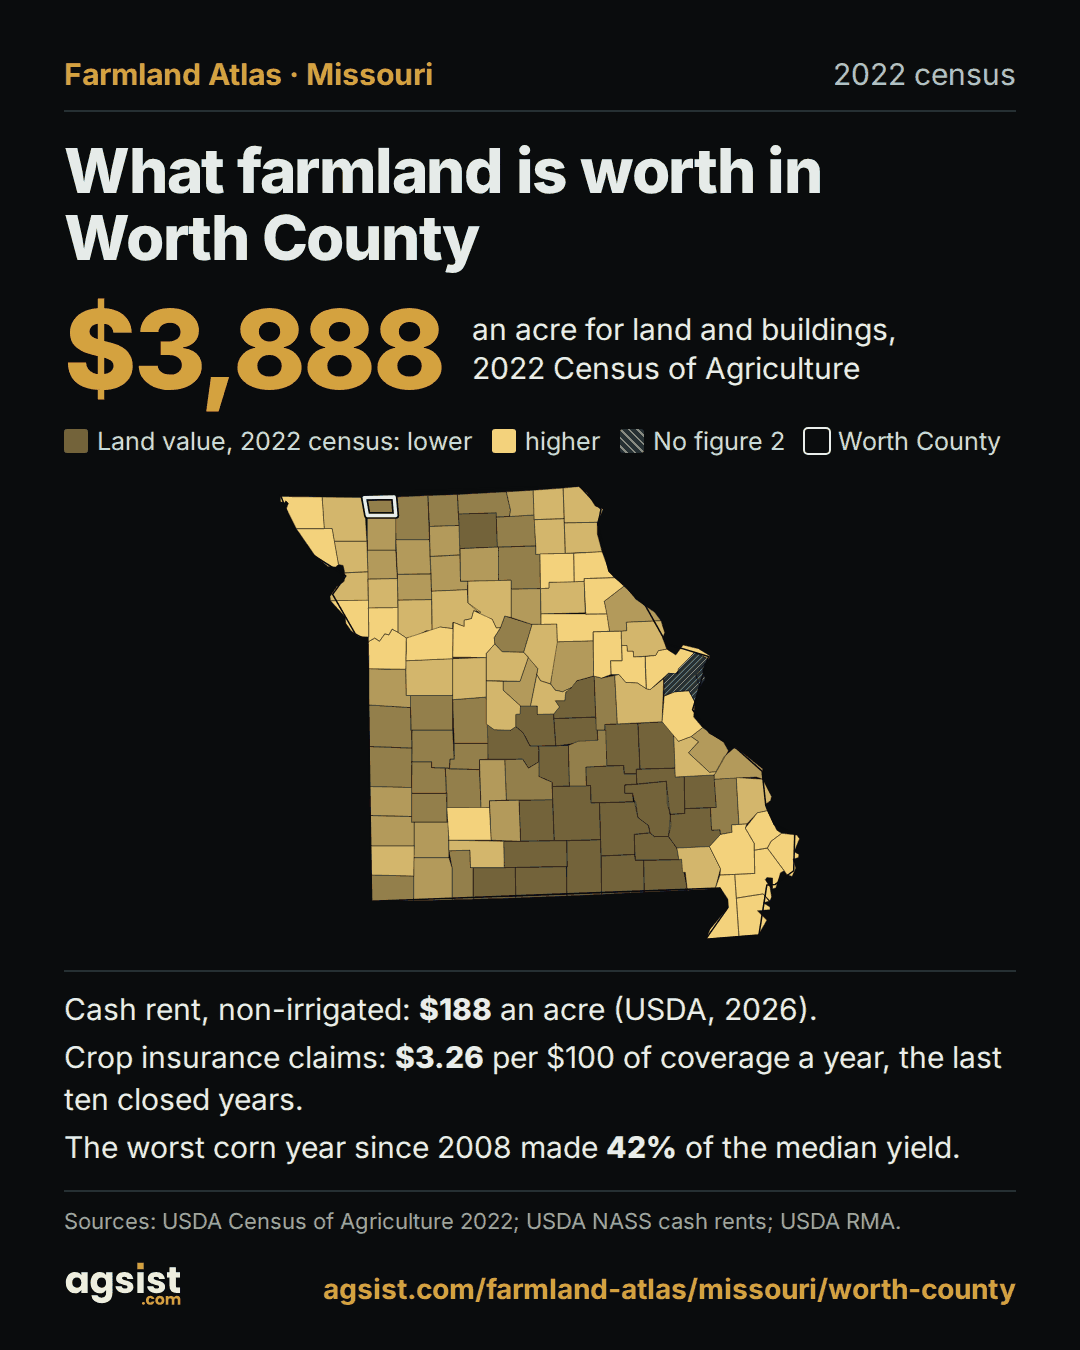 Farmland Atlas · Missouri
2022 census
What farmland is worth in
Worth County
$3,888
an acre for land and buildings,
2022 Census of Agriculture
Land value, 2022 census: lower
higher
No figure 2
Worth County
Cash rent, non-irrigated: $188 an acre (USDA, 2026).
Crop insurance claims: $3.26 per $100 of coverage a year, the last
ten closed years.
The worst corn year since 2008 made 42% of the median yield.
Sources: USDA Census of Agriculture 2022; USDA NASS cash rents; USDA RMA.
agsist
.com
agsist.com/farmland-atlas/missouri/worth-county